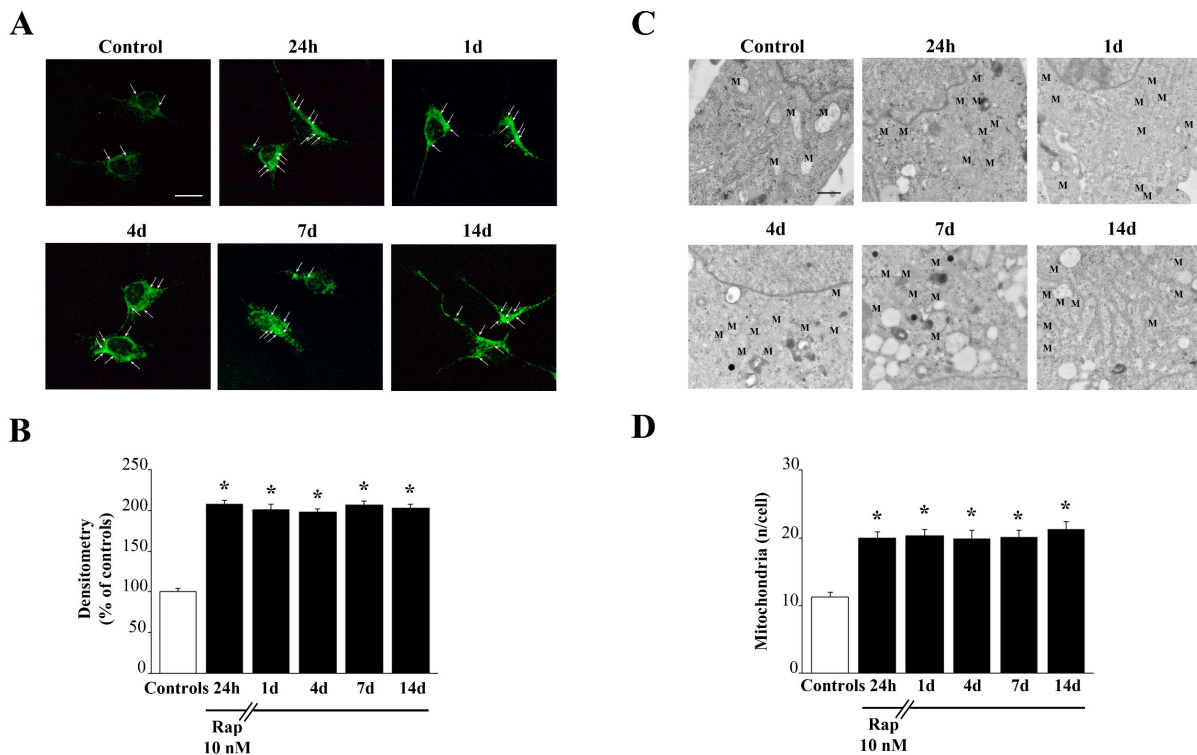 A
Control 24h 1d
4d 7d 14d
B
Densitometry
(% of controls)
250
200
150
100
50
0
* * * * *
Controls 24h 1d 4d 7d 14d
Rap
10 nM
C
Control 24h 1d
M M M M M
M M M M M M M M M
M M M M M M M M M M
4d 7d 14d
M M M M M M M M M M
M M M M M M M M M
M M M M M M M M
D
Mitochondria (n/cell)
30
20
10
0
* * * * *
Controls 24h 1d 4d 7d 14d
Rap
10 nM